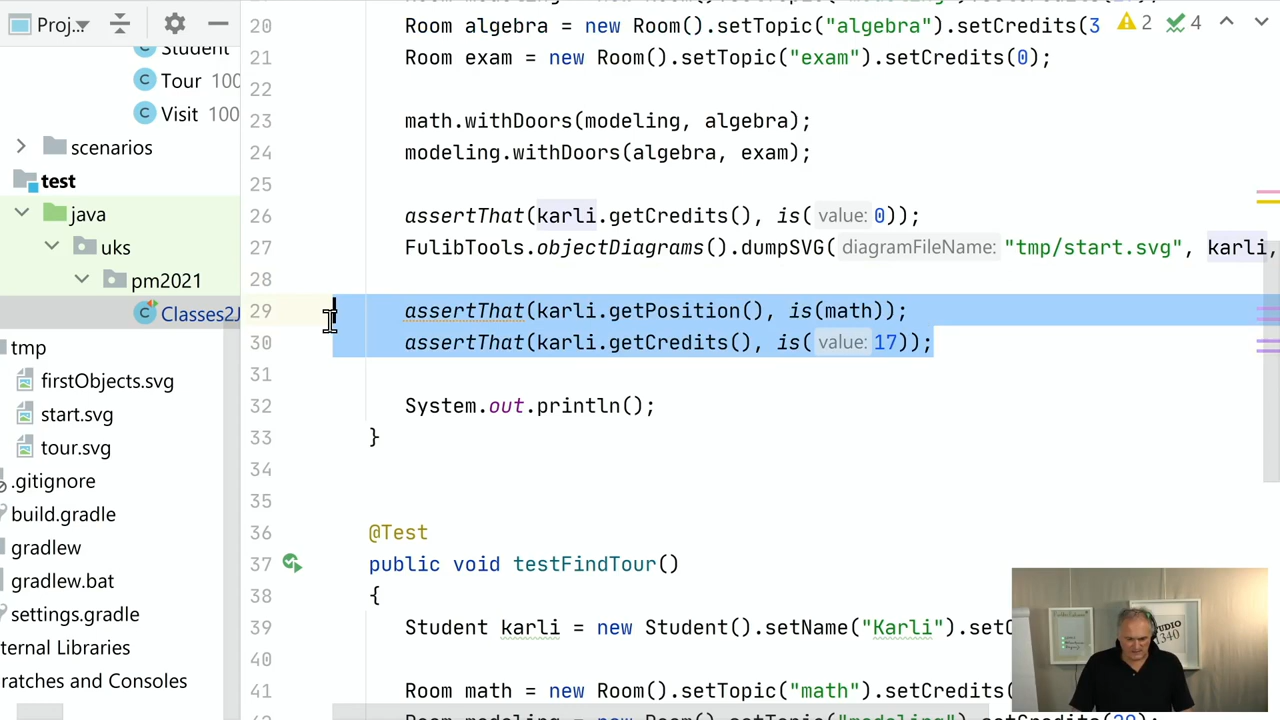 Proj...
2
4
Student
Tour 100
Visit 100
scenarios
test
java
uks
pm2021
Classes2J
tmp
firstObjects.svg
start.svg
tour.svg
.gitignore
build.gradle
gradlew
gradlew.bat
settings.gradle
ternal Libraries
ratches and Consoles
20 Room algebra = new Room().setTopic("algebra").setCredits(3
21 Room exam = new Room().setTopic("exam").setCredits(0);
22
23 math.withDoors(modeling, algebra);
24 modeling.withDoors(algebra, exam);
25
26 assertThat(karli.getCredits(), is( value: 0));
27 FulibTools.objectDiagrams().dumpSVG( diagramFileName: "tmp/start.svg", karli,
28
29 assertThat(karli.getPosition(), is(math));
30 assertThat(karli.getCredits(), is( value: 17));
31
32 System.out.println();
33 }
34
35
36 @Test
37 public void testFindTour()
38 {
39 Student karli = new Student().setName("Karli").setC
40
41 Room math = new Room().setTopic("math").setCredits(
TUDIO
1340